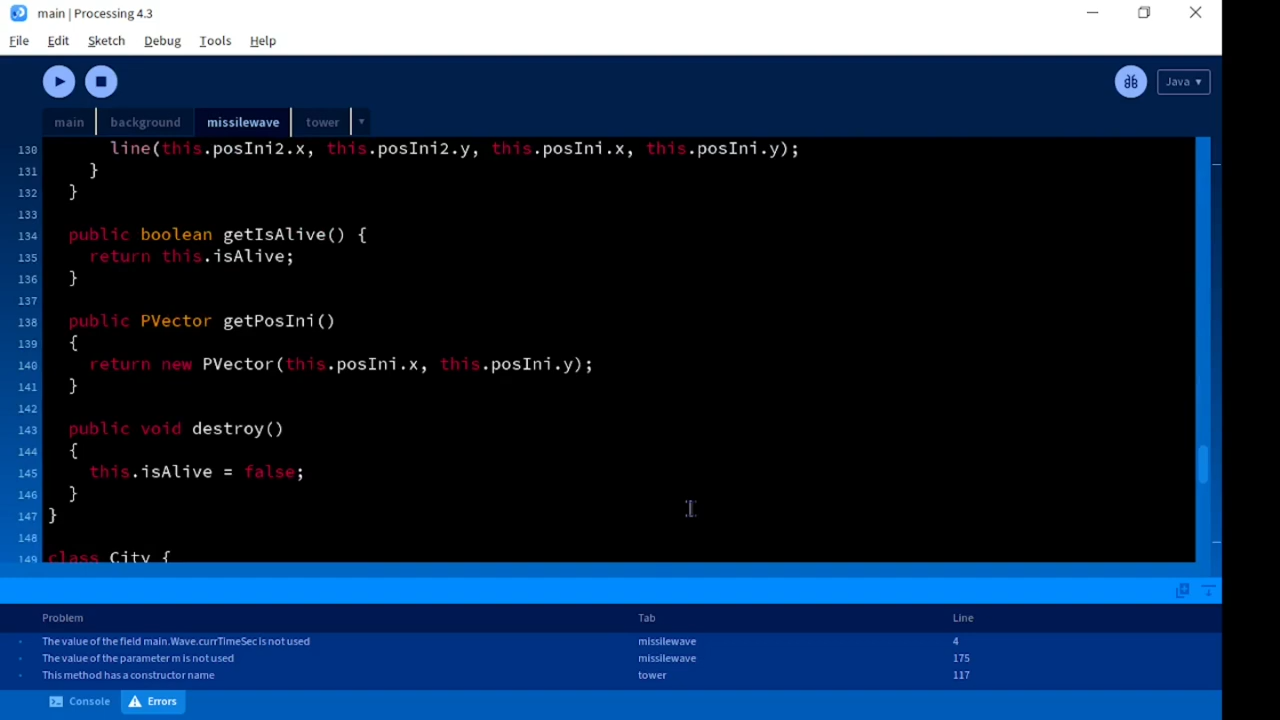 main | Processing 4.3
File Edit Sketch Debug Tools Help
Java ▾
main background missilewave tower ▾
130 line(this.posIni2.x, this.posIni2.y, this.posIni.x, this.posIni.y);
131 }
132 }
133
134 public boolean getIsAlive() {
135 return this.isAlive;
136 }
137
138 public PVector getPosIni()
139 {
140 return new PVector(this.posIni.x, this.posIni.y);
141 }
142
143 public void destroy()
144 {
145 this.isAlive = false;
146 }
147 }
148
149 class City {
Problem Tab Line
The value of the field main.Wave.currTimeSec is not used missilewave 4
The value of the parameter m is not used missilewave 175
This method has a constructor name tower 117
Console Errors